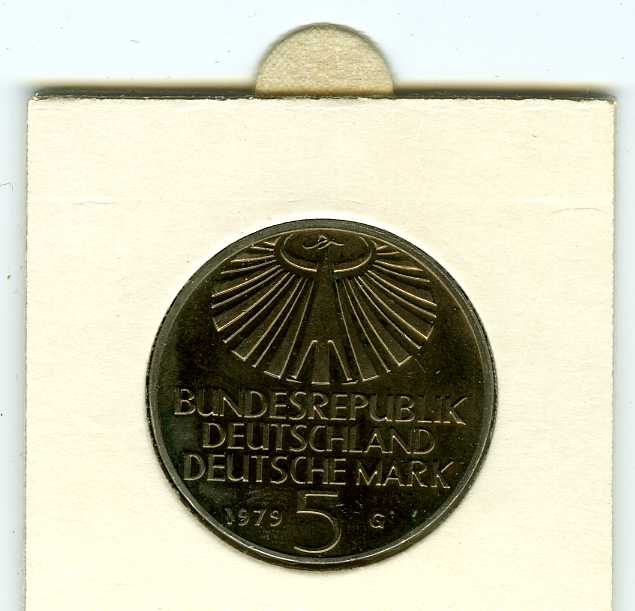 BUNDESREPUBLIK
DEUTSCHLAND
DEUTSCHE MARK
1979 5 G